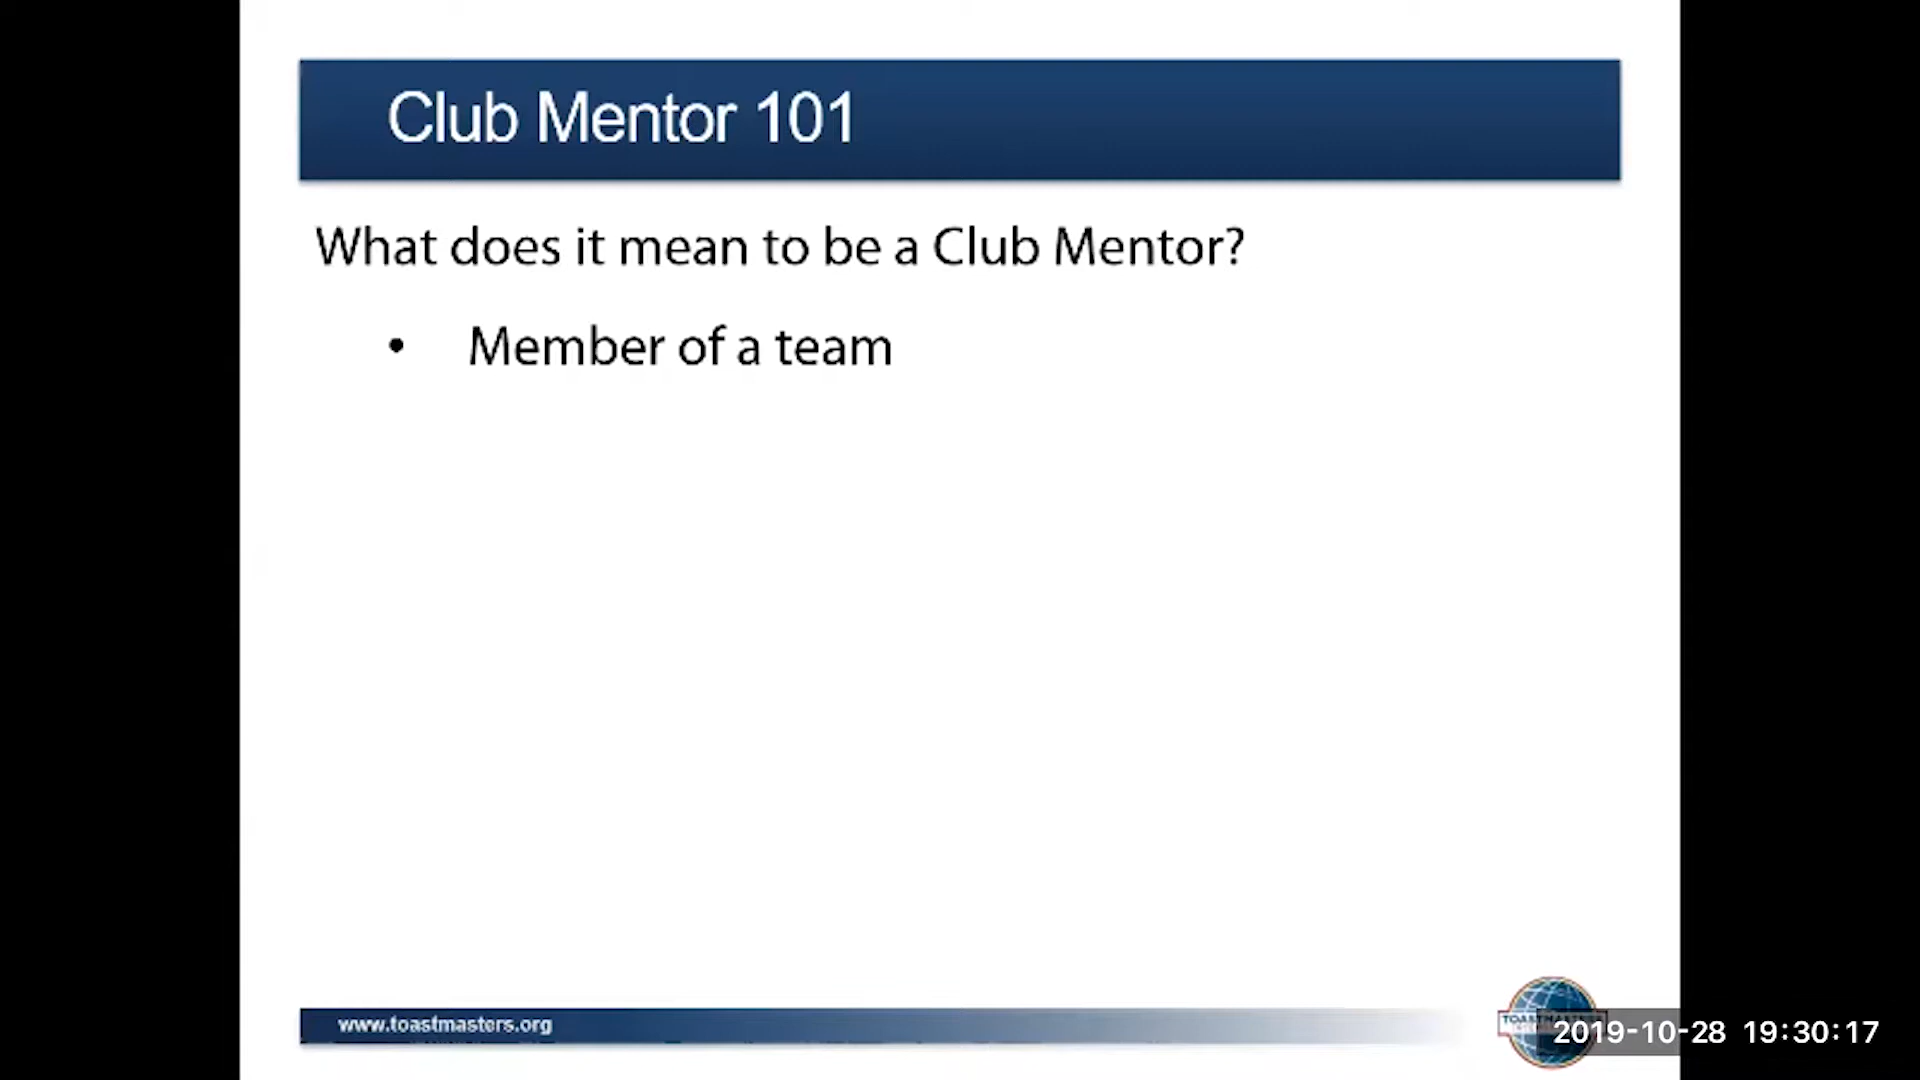 Club Mentor 101
What does it mean to be a Club Mentor?
• Member of a team
www.toastmasters.org
TOASTMASTERS
2019-10-28 19:30:17